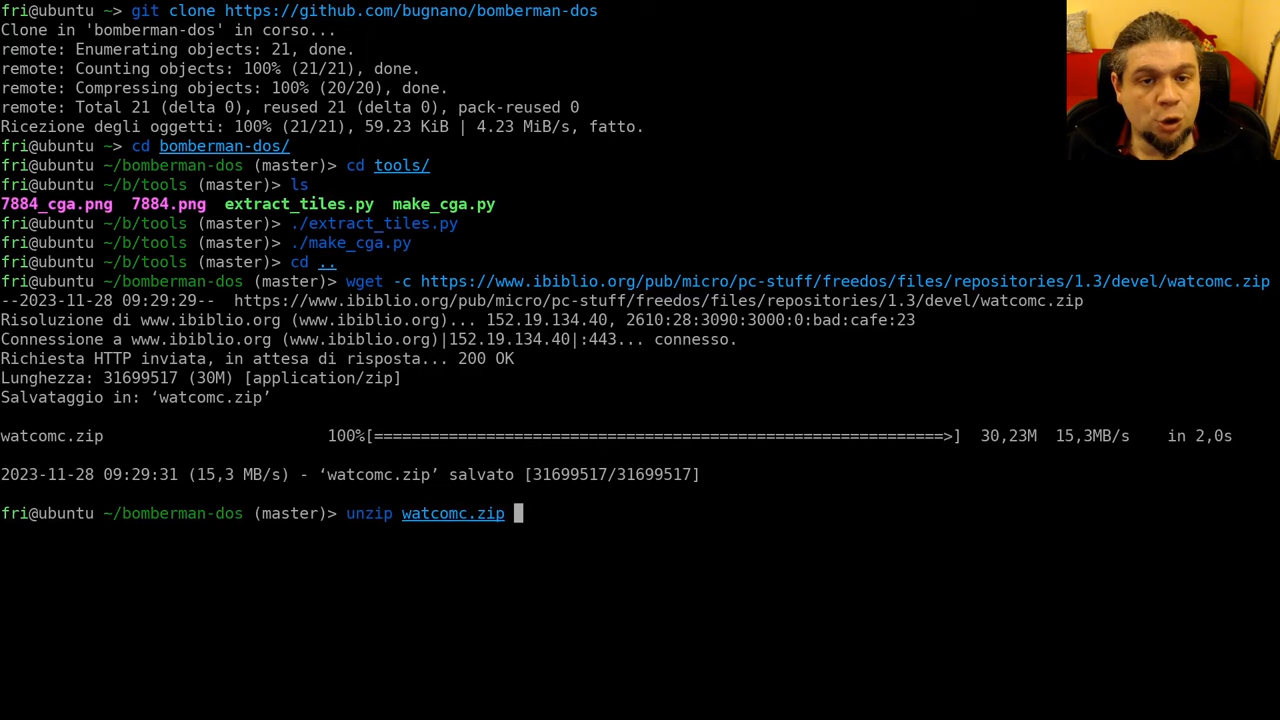 fri@ubuntu ~> git clone https://github.com/bugnano/bomberman-dos
Clone in 'bomberman-dos' in corso...
remote: Enumerating objects: 21, done.
remote: Counting objects: 100% (21/21), done.
remote: Compressing objects: 100% (20/20), done.
remote: Total 21 (delta 0), reused 21 (delta 0), pack-reused 0
Ricezione degli oggetti: 100% (21/21), 59.23 KiB | 4.23 MiB/s, fatto.
fri@ubuntu ~> cd bomberman-dos/
fri@ubuntu ~/bomberman-dos (master)> cd tools/
fri@ubuntu ~/b/tools (master)> ls
7884_cga.png  7884.png  extract_tiles.py  make_cga.py
fri@ubuntu ~/b/tools (master)> ./extract_tiles.py
fri@ubuntu ~/b/tools (master)> ./make_cga.py
fri@ubuntu ~/b/tools (master)> cd ..
fri@ubuntu ~/bomberman-dos (master)> wget -c https://www.ibiblio.org/pub/micro/pc-stuff/freedos/files/repositories/1.3/devel/watcomc.zip
--2023-11-28 09:29:29--  https://www.ibiblio.org/pub/micro/pc-stuff/freedos/files/repositories/1.3/devel/watcomc.zip
Risoluzione di www.ibiblio.org (www.ibiblio.org)... 152.19.134.40, 2610:28:3090:3000:0:bad:cafe:23
Connessione a www.ibiblio.org (www.ibiblio.org)|152.19.134.40|:443... connesso.
Richiesta HTTP inviata, in attesa di risposta... 200 OK
Lunghezza: 31699517 (30M) [application/zip]
Salvataggio in: ‘watcomc.zip’
watcomc.zip 100%[=============================================================>] 30,23M 15,3MB/s in 2,0s
2023-11-28 09:29:31 (15,3 MB/s) - ‘watcomc.zip’ salvato [31699517/31699517]
fri@ubuntu ~/bomberman-dos (master)> unzip watcomc.zip